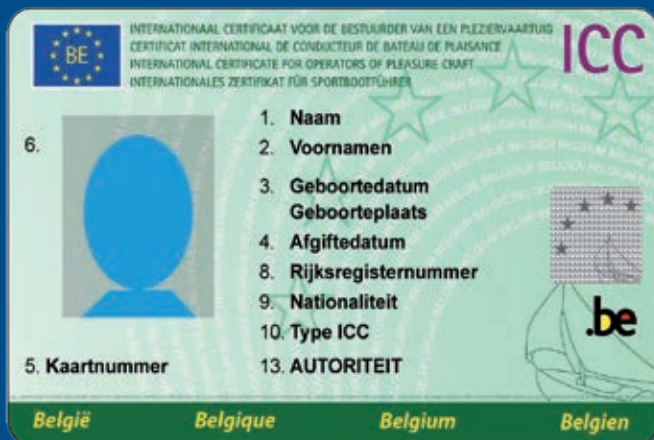 BE
INTERNATIONAAL CERTIFICAAT VOOR DE BESTUURDER VAN EEN PLEZIERVAARTUIG
CERTIFICAT INTERNATIONAL DE CONDUCTEUR DE BATEAU DE PLAISANCE
INTERNATIONAL CERTIFICATE FOR OPERATORS OF PLEASURE CRAFT
INTERNATIONALES ZERTIFIKAT FÜR SPORTBOOTFÜHRER
ICC
6.
1. Naam
2. Voornamen
3. Geboortedatum
Geboorteplaats
4. Afgiftedatum
8. Rijksregisternummer
9. Nationaliteit
10. Type ICC
5. Kaartnummer
13. AUTORITEIT
.be
België Belgique Belgium Belgien